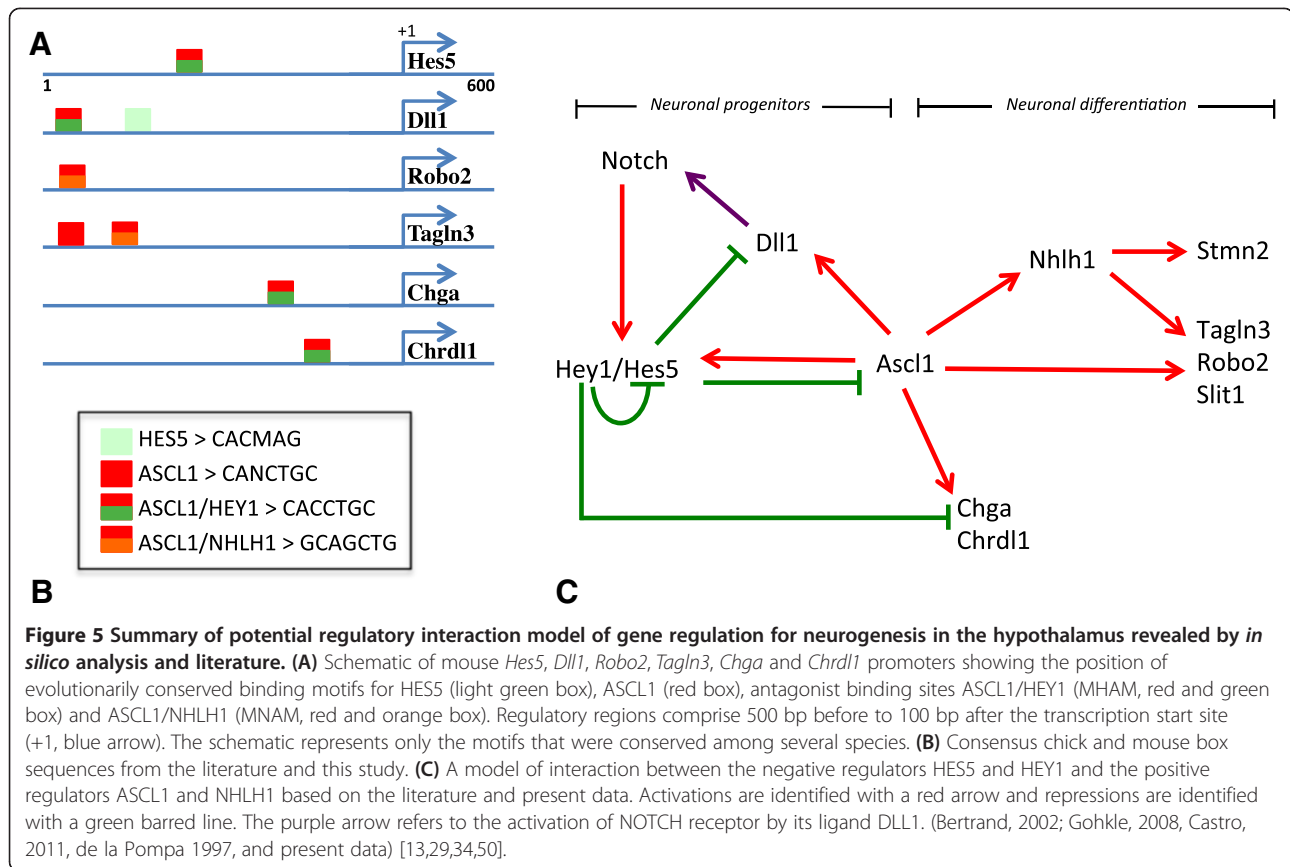 A
+1
Hes5
1
600
Dll1
Robo2
Tagln3
Chga
Chrdl1
HES5 > CACMAG
ASCL1 > CANCTGC
ASCL1/HEY1 > CACCTGC
ASCL1/NHLH1 > GCAGCTG
B
Neuronal progenitors
Neuronal differentiation
Notch
Dll1
Nhlh1
Stmn2
Hey1/Hes5
Ascl1
Tagln3
Robo2
Slit1
Chga
Chrdl1
C
Figure 5 Summary of potential regulatory interaction model of gene regulation for neurogenesis in the hypothalamus revealed by in
silico analysis and literature. (A) Schematic of mouse Hes5, Dll1, Robo2, Tagln3, Chga and Chrdl1 promoters showing the position of
evolutionarily conserved binding motifs for HES5 (light green box), ASCL1 (red box), antagonist binding sites ASCL1/HEY1 (MHAM, red and green
box) and ASCL1/NHLH1 (MNAM, red and orange box). Regulatory regions comprise 500 bp before to 100 bp after the transcription start site
(+1, blue arrow). The schematic represents only the motifs that were conserved among several species. (B) Consensus chick and mouse box
sequences from the literature and this study. (C) A model of interaction between the negative regulators HES5 and HEY1 and the positive
regulators ASCL1 and NHLH1 based on the literature and present data. Activations are identified with a red arrow and repressions are identified
with a green barred line. The purple arrow refers to the activation of NOTCH receptor by its ligand DLL1. (Bertrand, 2002; Gohkle, 2008, Castro,
2011, de la Pompa 1997, and present data) [13,29,34,50].